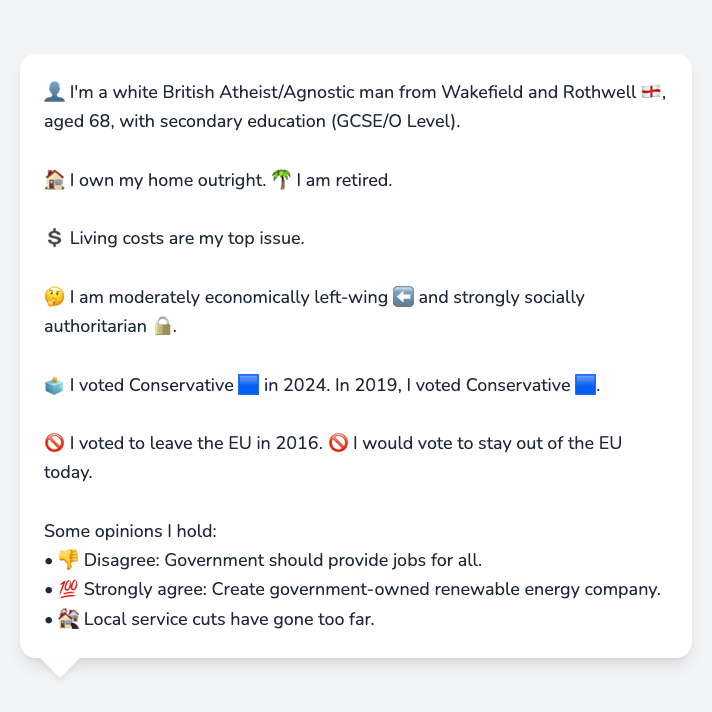 👤 I'm a white British Atheist/Agnostic man from Wakefield and Rothwell 🏴󠁧󠁢󠁥󠁮󠁧󠁿,
aged 68, with secondary education (GCSE/O Level).
🏠 I own my home outright. 🌴 I am retired.
💲 Living costs are my top issue.
🤔 I am moderately economically left-wing ⬅️ and strongly socially
authoritarian 🔒.
🗳️ I voted Conservative 🟦 in 2024. In 2019, I voted Conservative 🟦.
🚫 I voted to leave the EU in 2016. 🚫 I would vote to stay out of the EU
today.
Some opinions I hold:
• 👎 Disagree: Government should provide jobs for all.
• 💯 Strongly agree: Create government-owned renewable energy company.
• 🏚️ Local service cuts have gone too far.